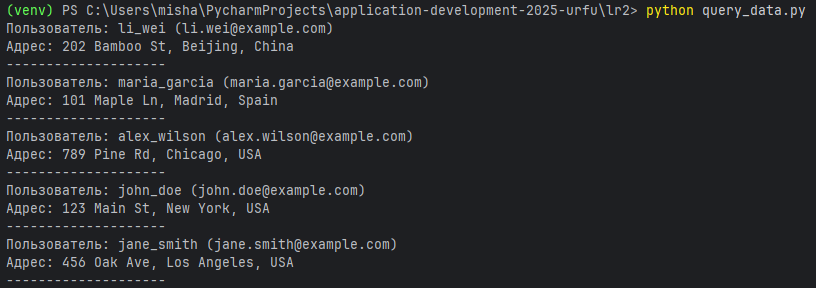 (venv) PS C:\Users\misha\PycharmProjects\application-development-2025-urfu\lr2> python query_data.py
Пользователь: li_wei (li.wei@example.com)
Адрес: 202 Bamboo St, Beijing, China
--------------------
Пользователь: maria_garcia (maria.garcia@example.com)
Адрес: 101 Maple Ln, Madrid, Spain
--------------------
Пользователь: alex_wilson (alex.wilson@example.com)
Адрес: 789 Pine Rd, Chicago, USA
--------------------
Пользователь: john_doe (john.doe@example.com)
Адрес: 123 Main St, New York, USA
--------------------
Пользователь: jane_smith (jane.smith@example.com)
Адрес: 456 Oak Ave, Los Angeles, USA
--------------------